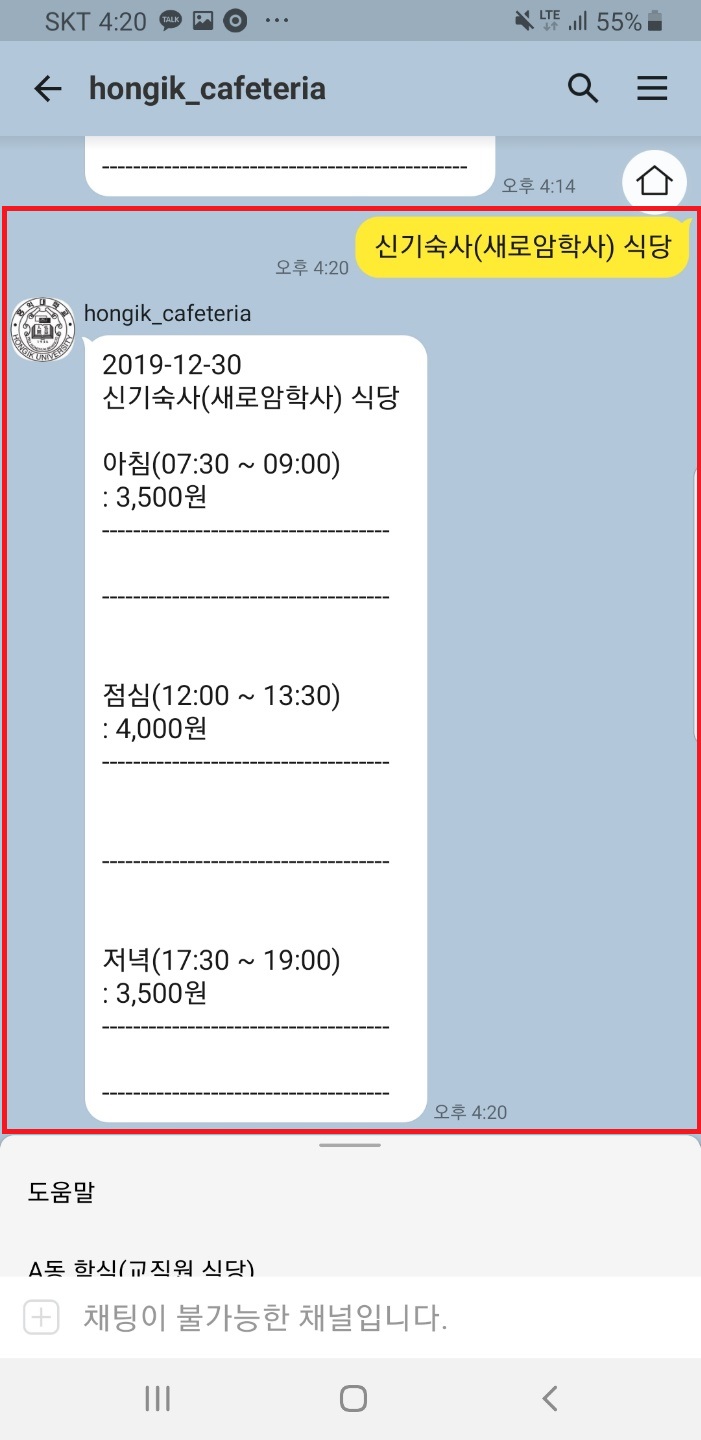 SKT 4:20 TALK ... LTE 55%
hongik_cafeteria
------------------------------------------------
오후 4:14
신기숙사(새로암학사) 식당
오후 4:20
hongik_cafeteria
HONGIK UNIVERSITY
2019-12-30
신기숙사(새로암학사) 식당
아침(07:30 ~ 09:00)
: 3,500원
--------------------------------------
--------------------------------------
점심(12:00 ~ 13:30)
: 4,000원
--------------------------------------
--------------------------------------
저녁(17:30 ~ 19:00)
: 3,500원
--------------------------------------
--------------------------------------
오후 4:20
도움말
A동 학식(교직원 식당)
채팅이 불가능한 채널입니다.